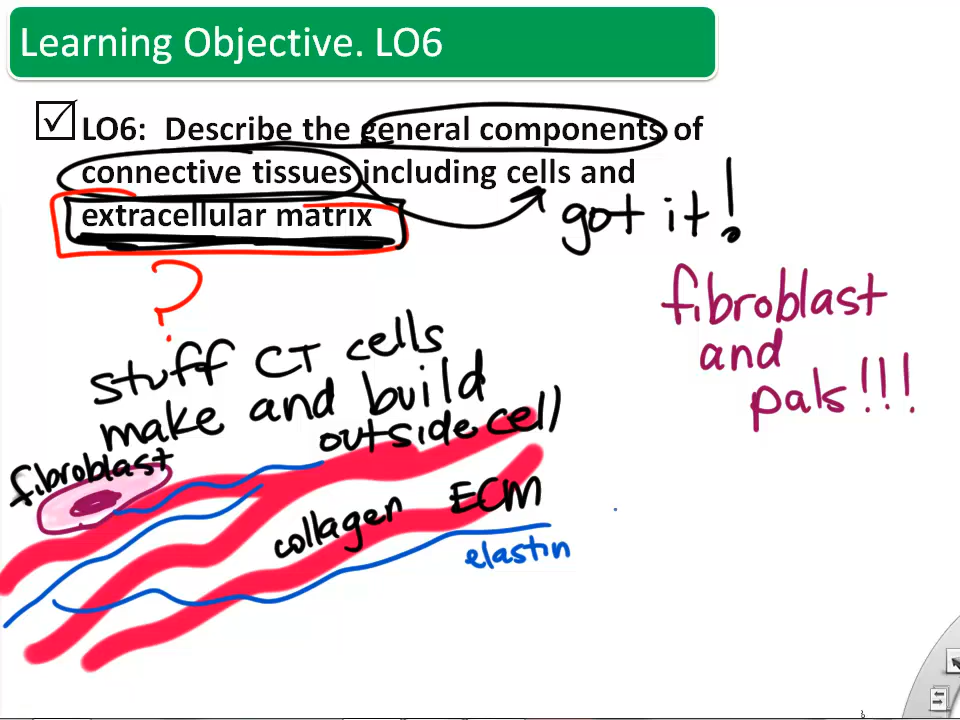 Learning Objective. LO6
LO6: Describe the general components of
connective tissues including cells and
extracellular matrix
got it!
?
fibroblast
and
pals!!!
stuff CT cells
make and build
outside cell
fibroblast
collagen ECM
elastin